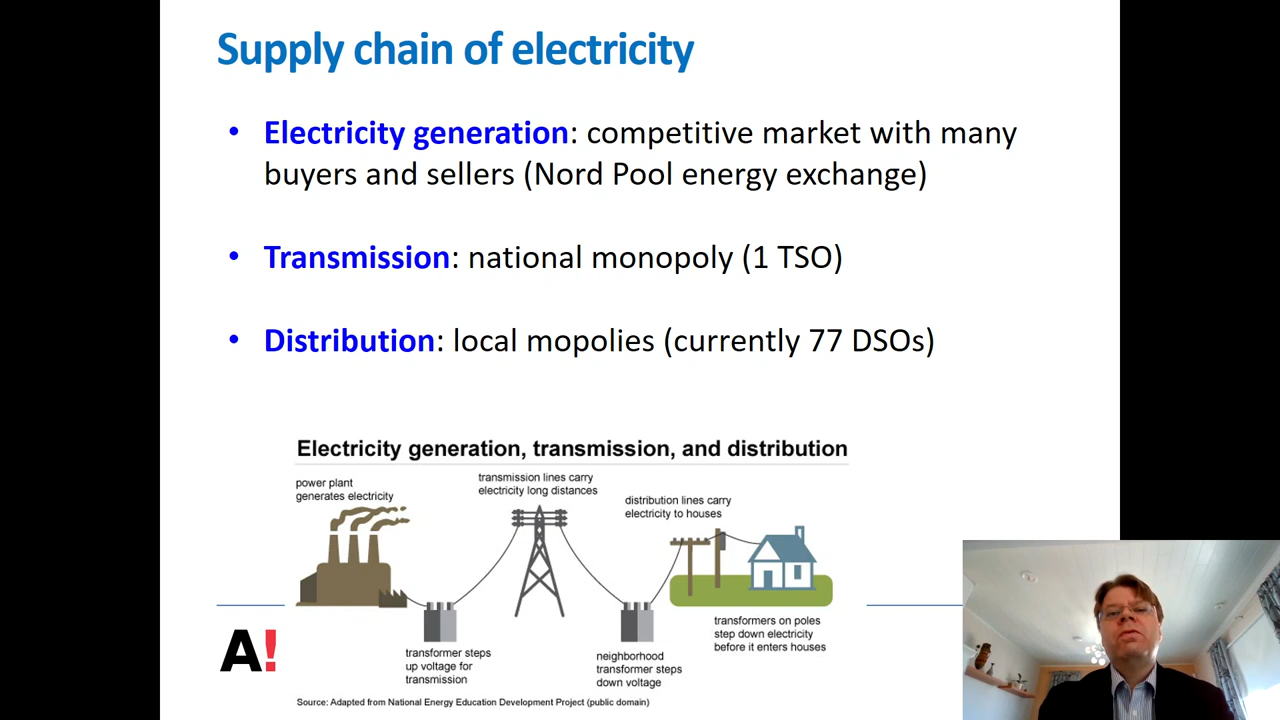 Supply chain of electricity
• Electricity generation: competitive market with many
buyers and sellers (Nord Pool energy exchange)
• Transmission: national monopoly (1 TSO)
• Distribution: local mopolies (currently 77 DSOs)
Electricity generation, transmission, and distribution
power plant
generates electricity
transmission lines carry
electricity long distances
distribution lines carry
electricity to houses
transformer steps
up voltage for
transmission
neighborhood
transformer steps
down voltage
transformers on poles
step down electricity
before it enters houses
Source: Adapted from National Energy Education Development Project (public domain)
A!